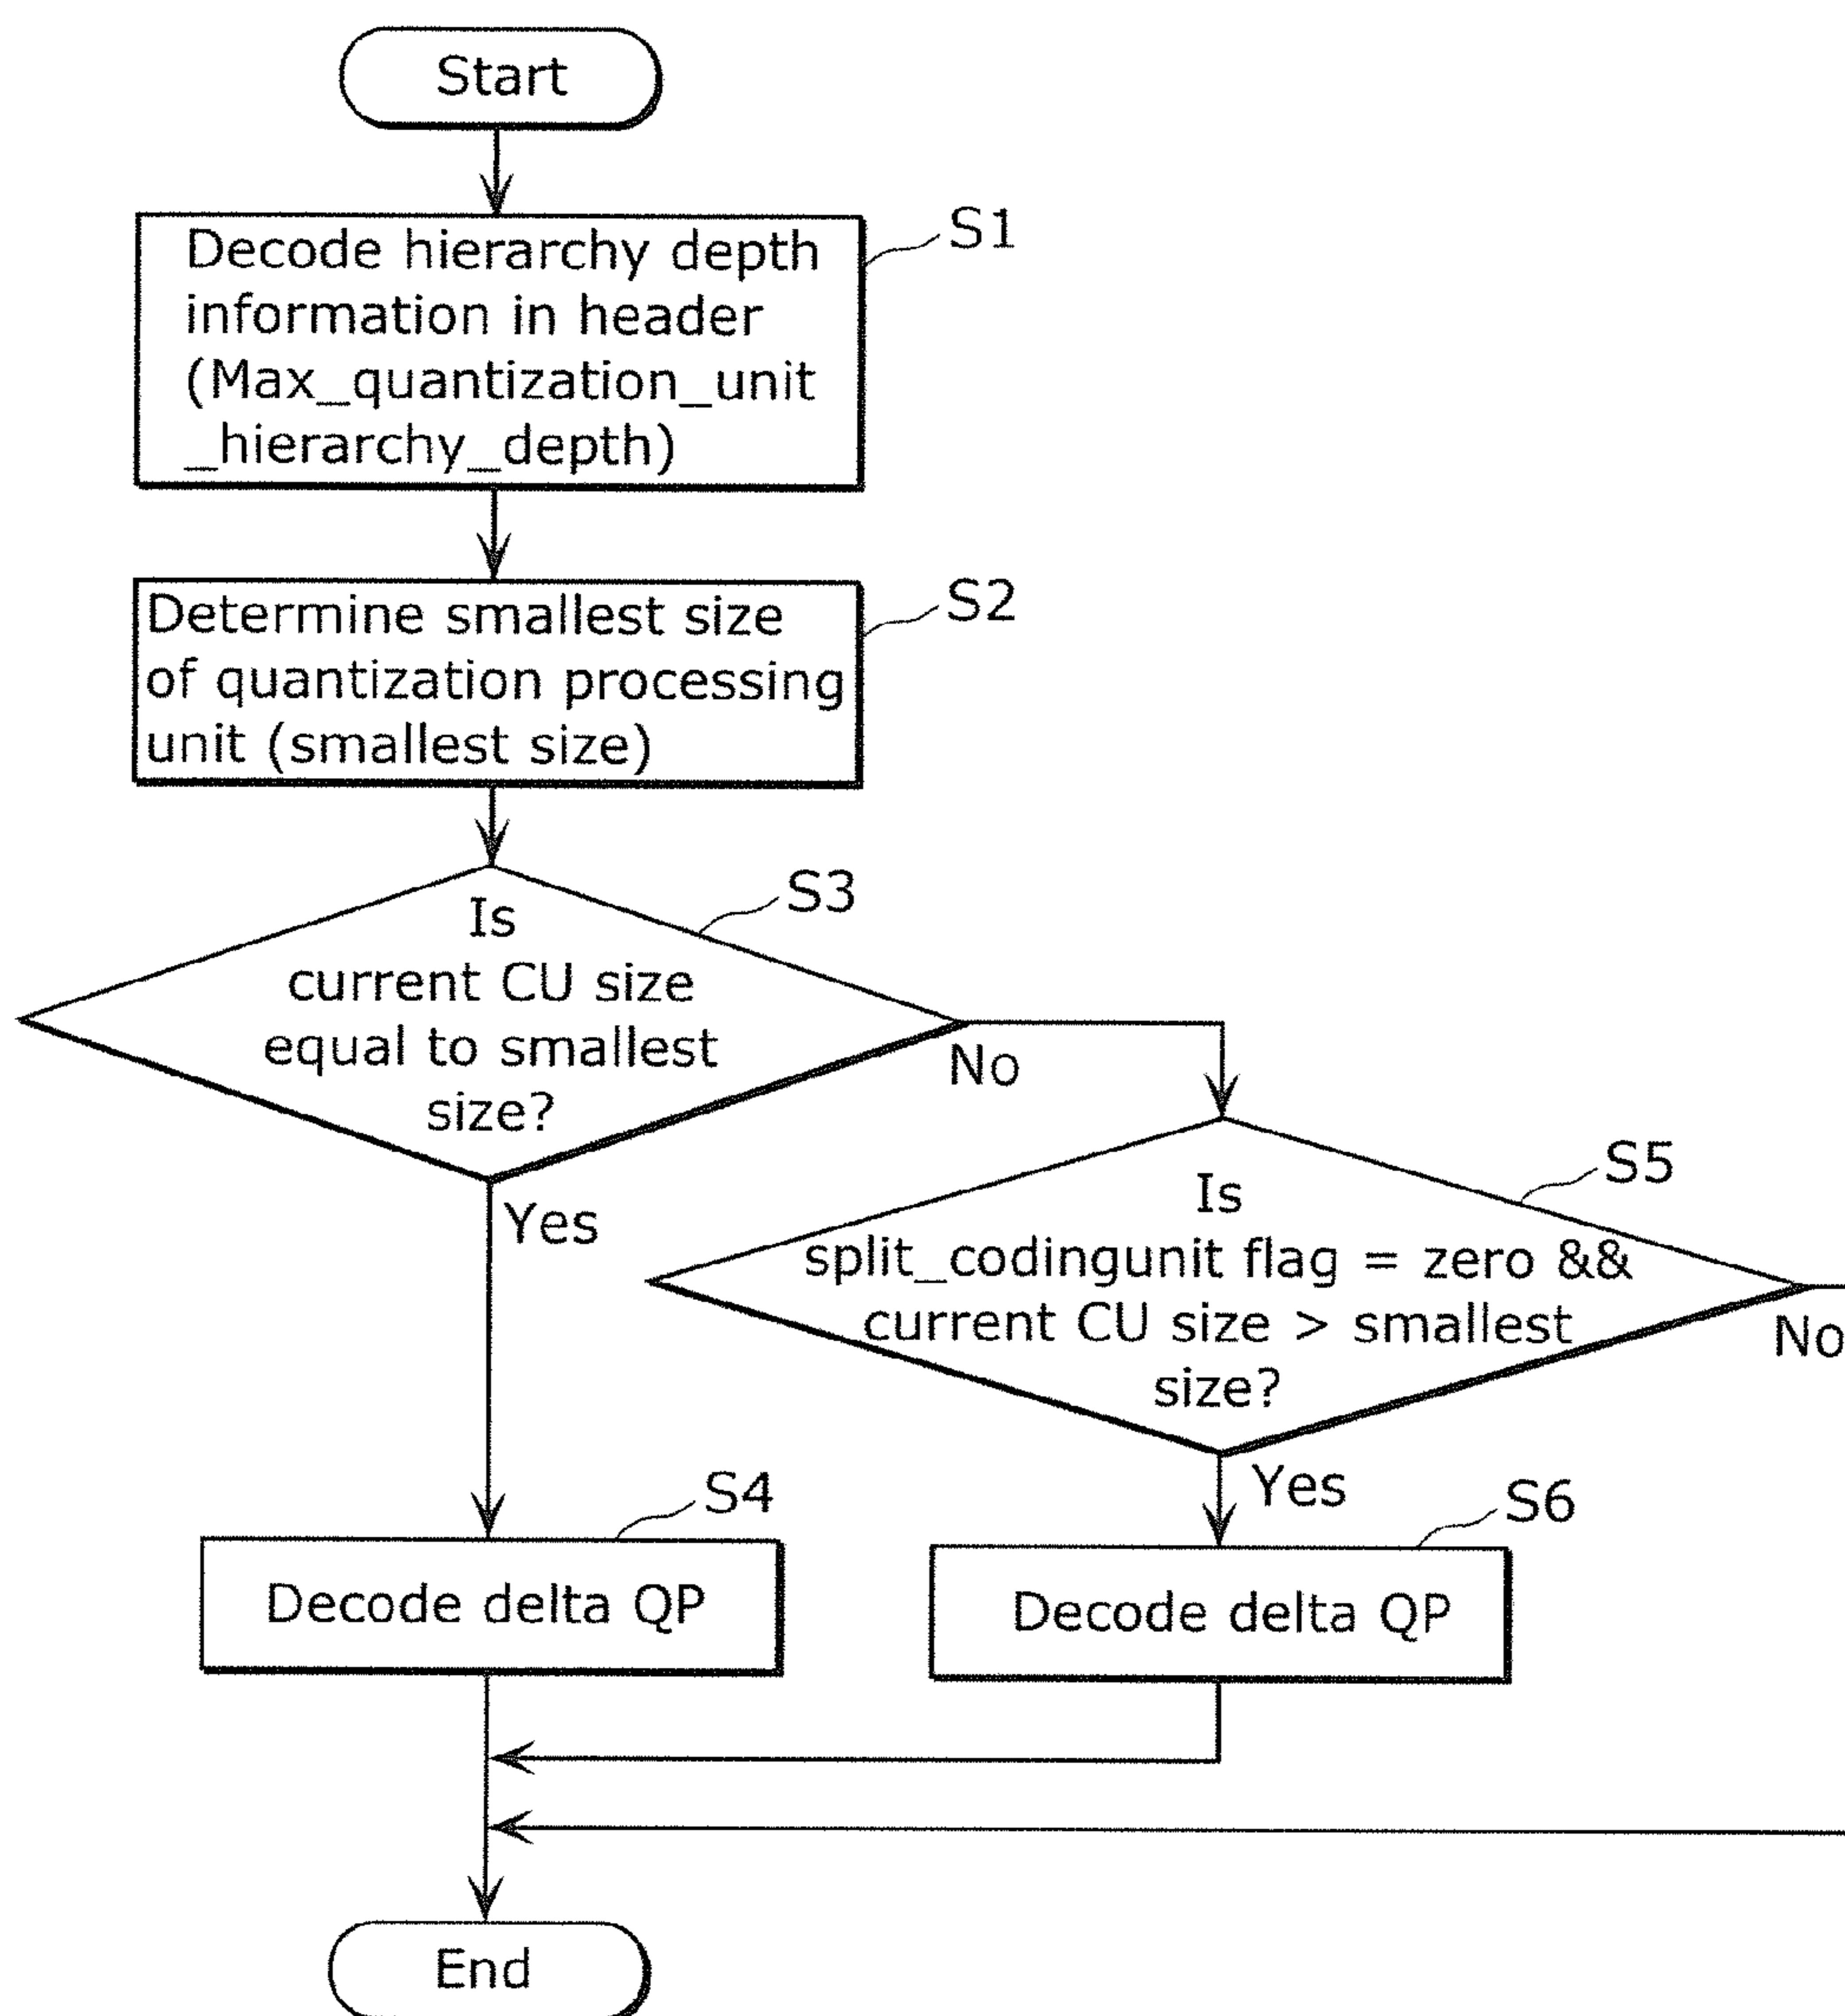 Start
Decode hierarchy depth
information in header
(Max_quantization_unit
_hierarchy_depth)
S1
Determine smallest size
of quantization processing
unit (smallest size)
S2
Is
current CU size
equal to smallest
size?
S3
No
Yes
Is
split_codingunit flag = zero &&
current CU size > smallest
size?
S5
No
Yes
S4
Decode delta QP
S6
Decode delta QP
End